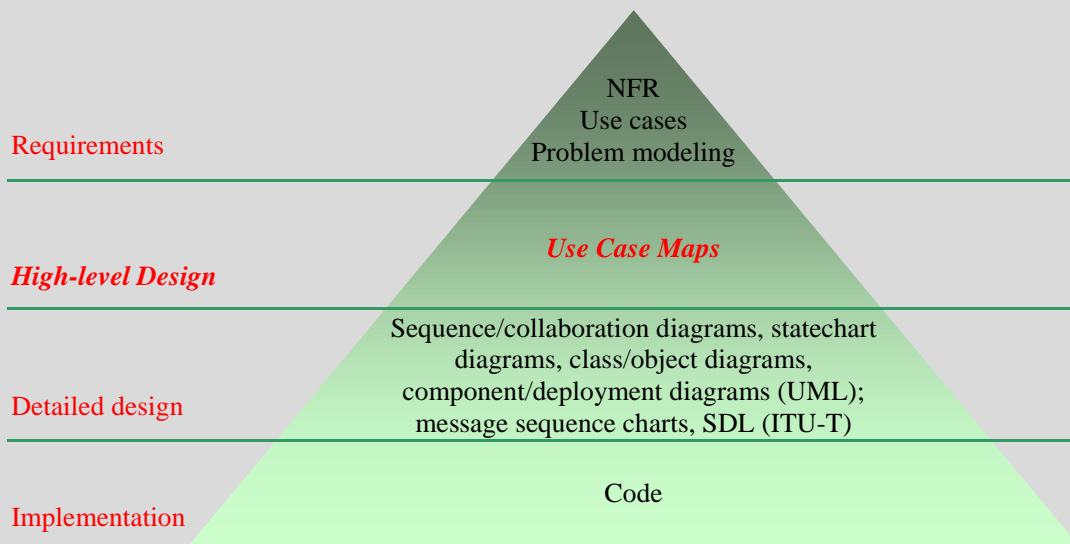 NFR
Use cases
Problem modeling
Requirements
Use Case Maps
High-level Design
Sequence/collaboration diagrams, statechart
diagrams, class/object diagrams,
component/deployment diagrams (UML);
message sequence charts, SDL (ITU-T)
Detailed design
Code
Implementation